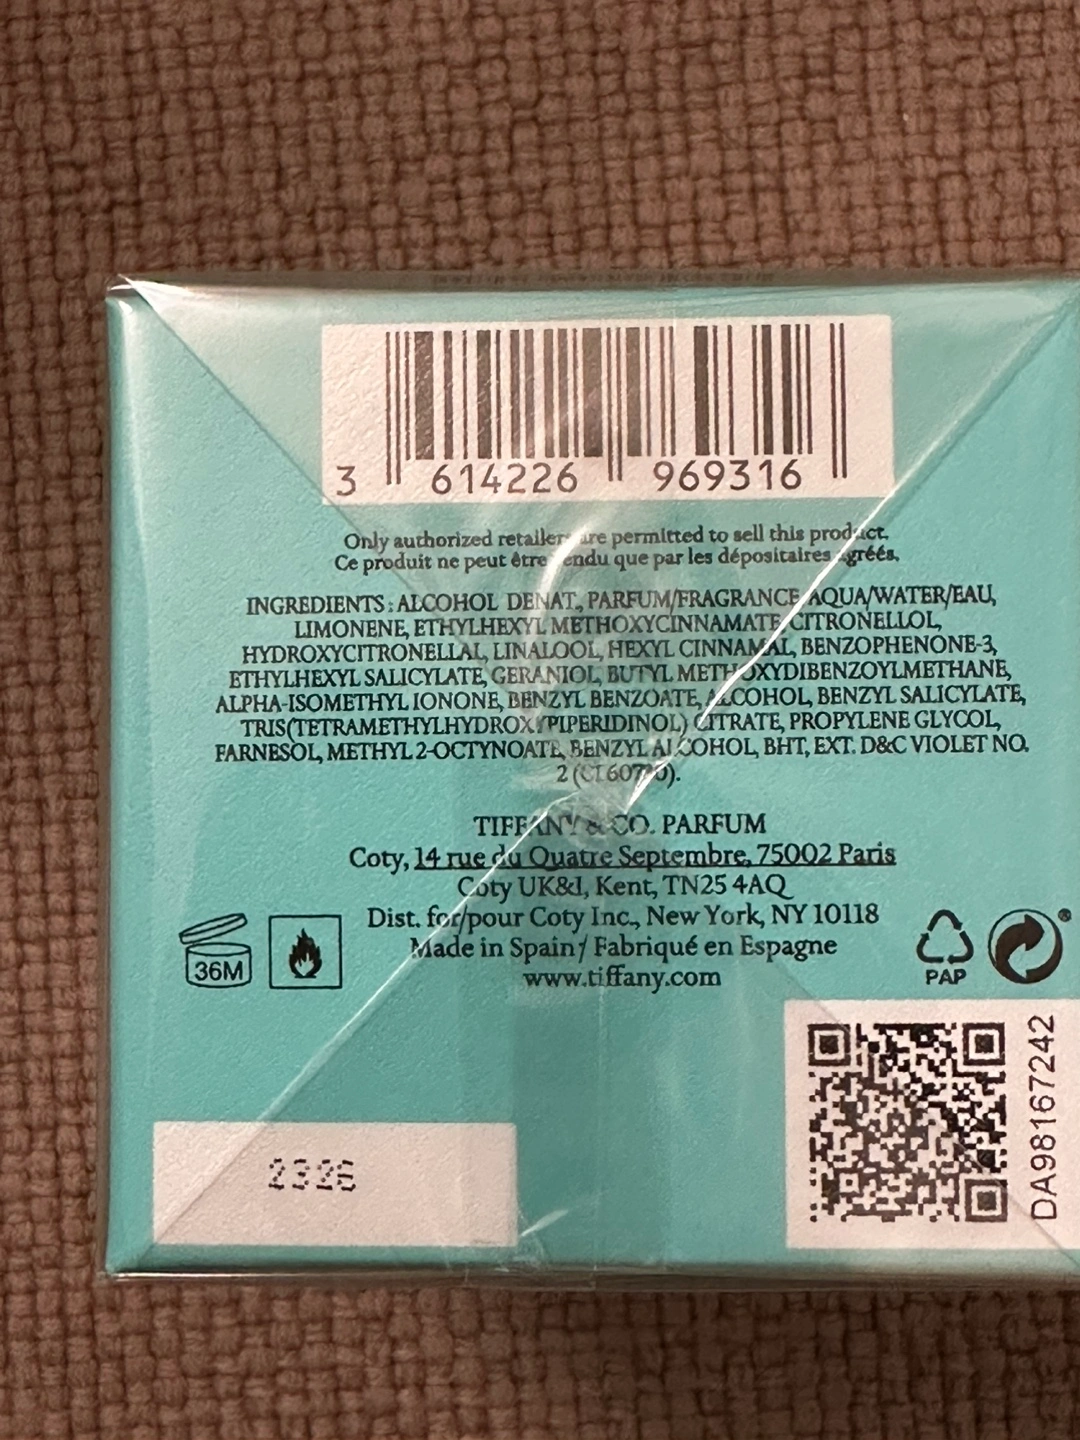 3 614226 969316
Only authorized retailers are permitted to sell this product.
Ce produit ne peut être vendu que par les dépositaires agréés.
INGREDIENTS : ALCOHOL DENAT., PARFUM/FRAGRANCE, AQUA/WATER/EAU,
LIMONENE, ETHYLHEXYL METHOXYCINNAMATE, CITRONELLOL,
HYDROXYCITRONELLAL, LINALOOL, HEXYL CINNAMAL, BENZOPHENONE-3,
ETHYLHEXYL SALICYLATE, GERANIOL, BUTYL METHOXYDIBENZOYLMETHANE,
ALPHA-ISOMETHYL IONONE, BENZYL BENZOATE, ALCOHOL, BENZYL SALICYLATE,
TRIS(TETRAMETHYLHYDROXYPIPERIDINOL) CITRATE, PROPYLENE GLYCOL,
FARNESOL, METHYL 2-OCTYNOATE, BENZYL ALCOHOL, BHT, EXT. D&C VIOLET NO.
2 (CI 60730).
TIFFANY & CO. PARFUM
Coty, 14 rue du Quatre Septembre, 75002 Paris
Coty UK&I, Kent, TN25 4AQ
Dist. for/pour Coty Inc., New York, NY 10118
Made in Spain / Fabriqué en Espagne
www.tiffany.com
36M
PAP
®
2326
DA98167242